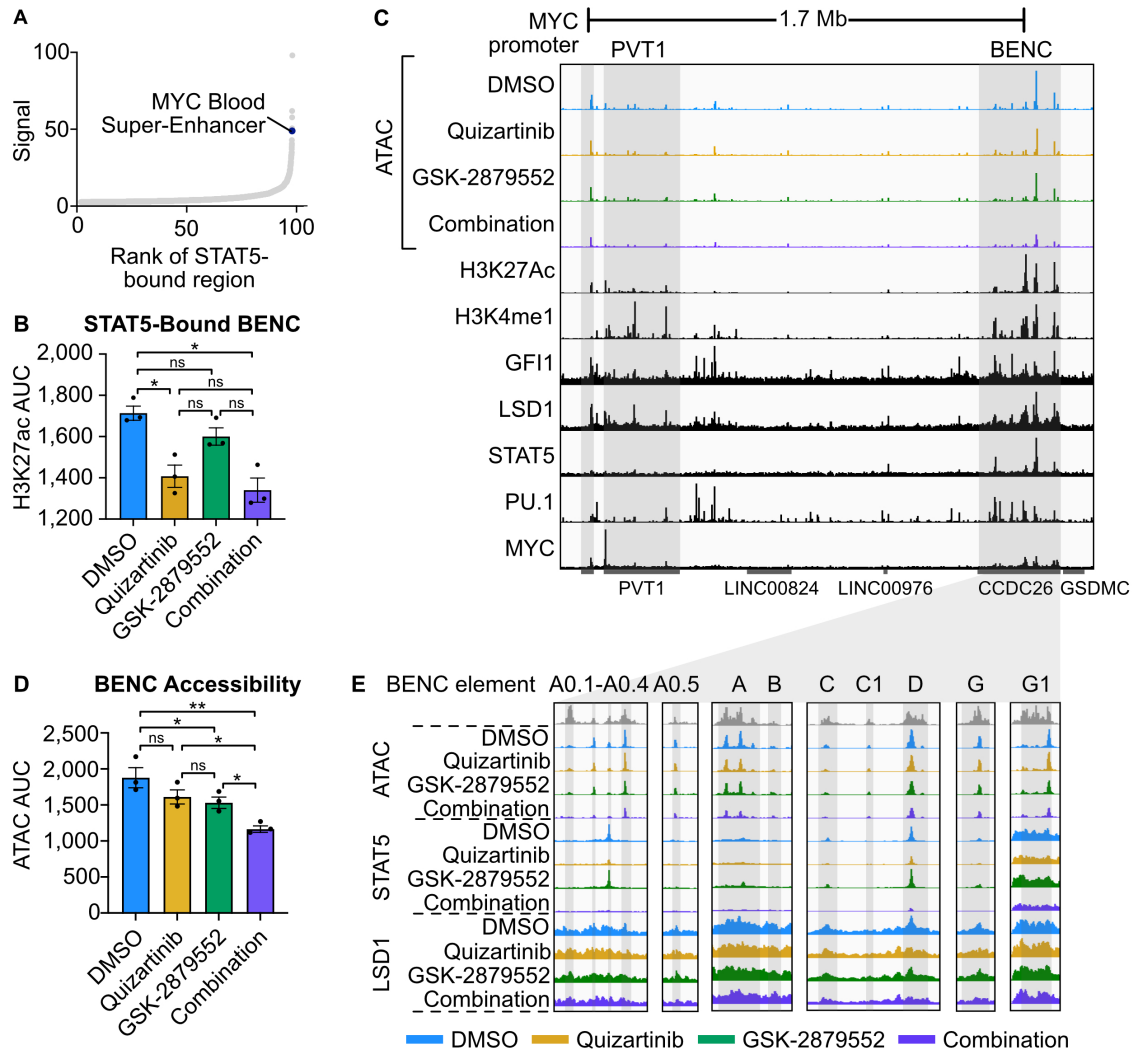 A
100
50
0
Signal
MYC Blood
Super-Enhancer
0
50
100
Rank of STAT5-
bound region
B
STAT5-Bound BENC
2,000
1,800
1,600
1,400
1,200
H3K27ac AUC
*
ns
*
ns
ns
ns
DMSO
Quizartinib
GSK-2879552
Combination
C
MYC
promoter
1.7 Mb
PVT1
BENC
ATAC
DMSO
Quizartinib
GSK-2879552
Combination
H3K27Ac
H3K4me1
GFI1
LSD1
STAT5
PU.1
MYC
PVT1
LINC00824
LINC00976
CCDC26
GSDMC
D
BENC Accessibility
2,500
2,000
1,500
1,000
500
0
ATAC AUC
**
*
ns
*
ns
*
DMSO
Quizartinib
GSK-2879552
Combination
E
BENC element
A0.1-A0.4
A0.5
A
B
C
C1
D
G
G1
ATAC
DMSO
Quizartinib
GSK-2879552
Combination
STAT5
DMSO
Quizartinib
GSK-2879552
Combination
LSD1
DMSO
Quizartinib
GSK-2879552
Combination
DMSO
Quizartinib
GSK-2879552
Combination